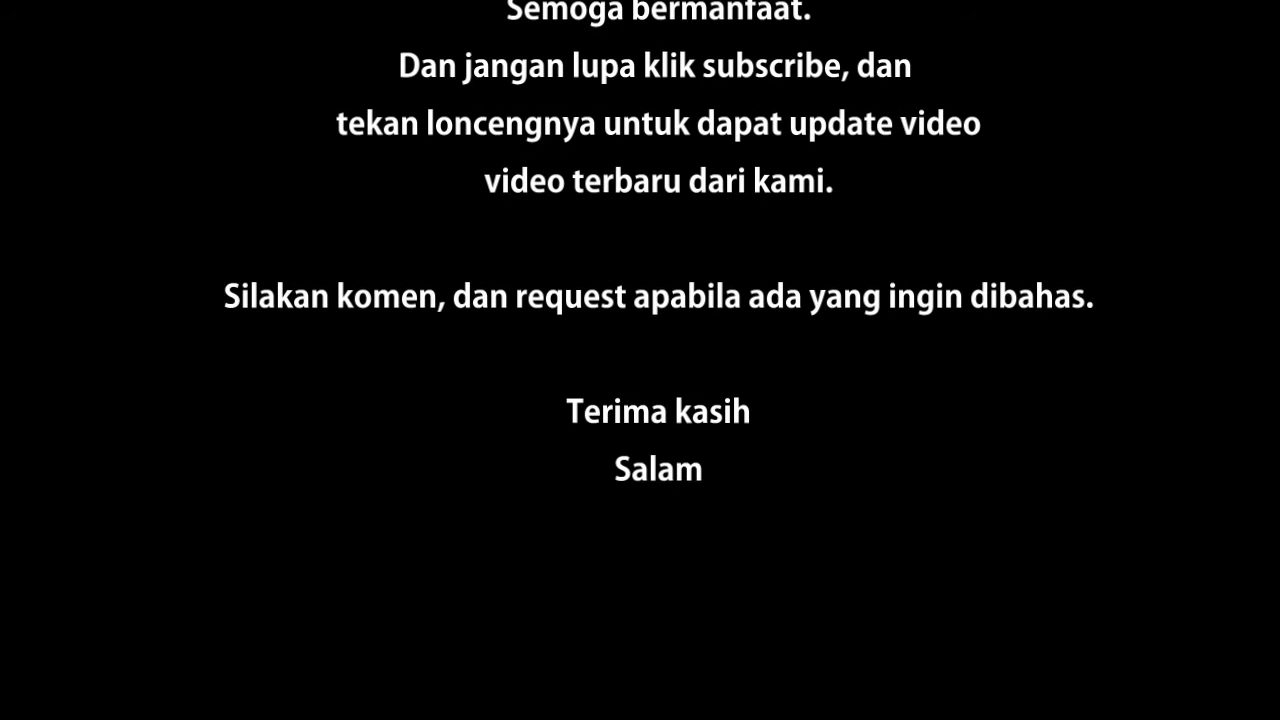 Semoga bermanfaat.
Dan jangan lupa klik subscribe, dan
tekan loncengnya untuk dapat update video
video terbaru dari kami.
Silakan komen, dan request apabila ada yang ingin dibahas.
Terima kasih
Salam